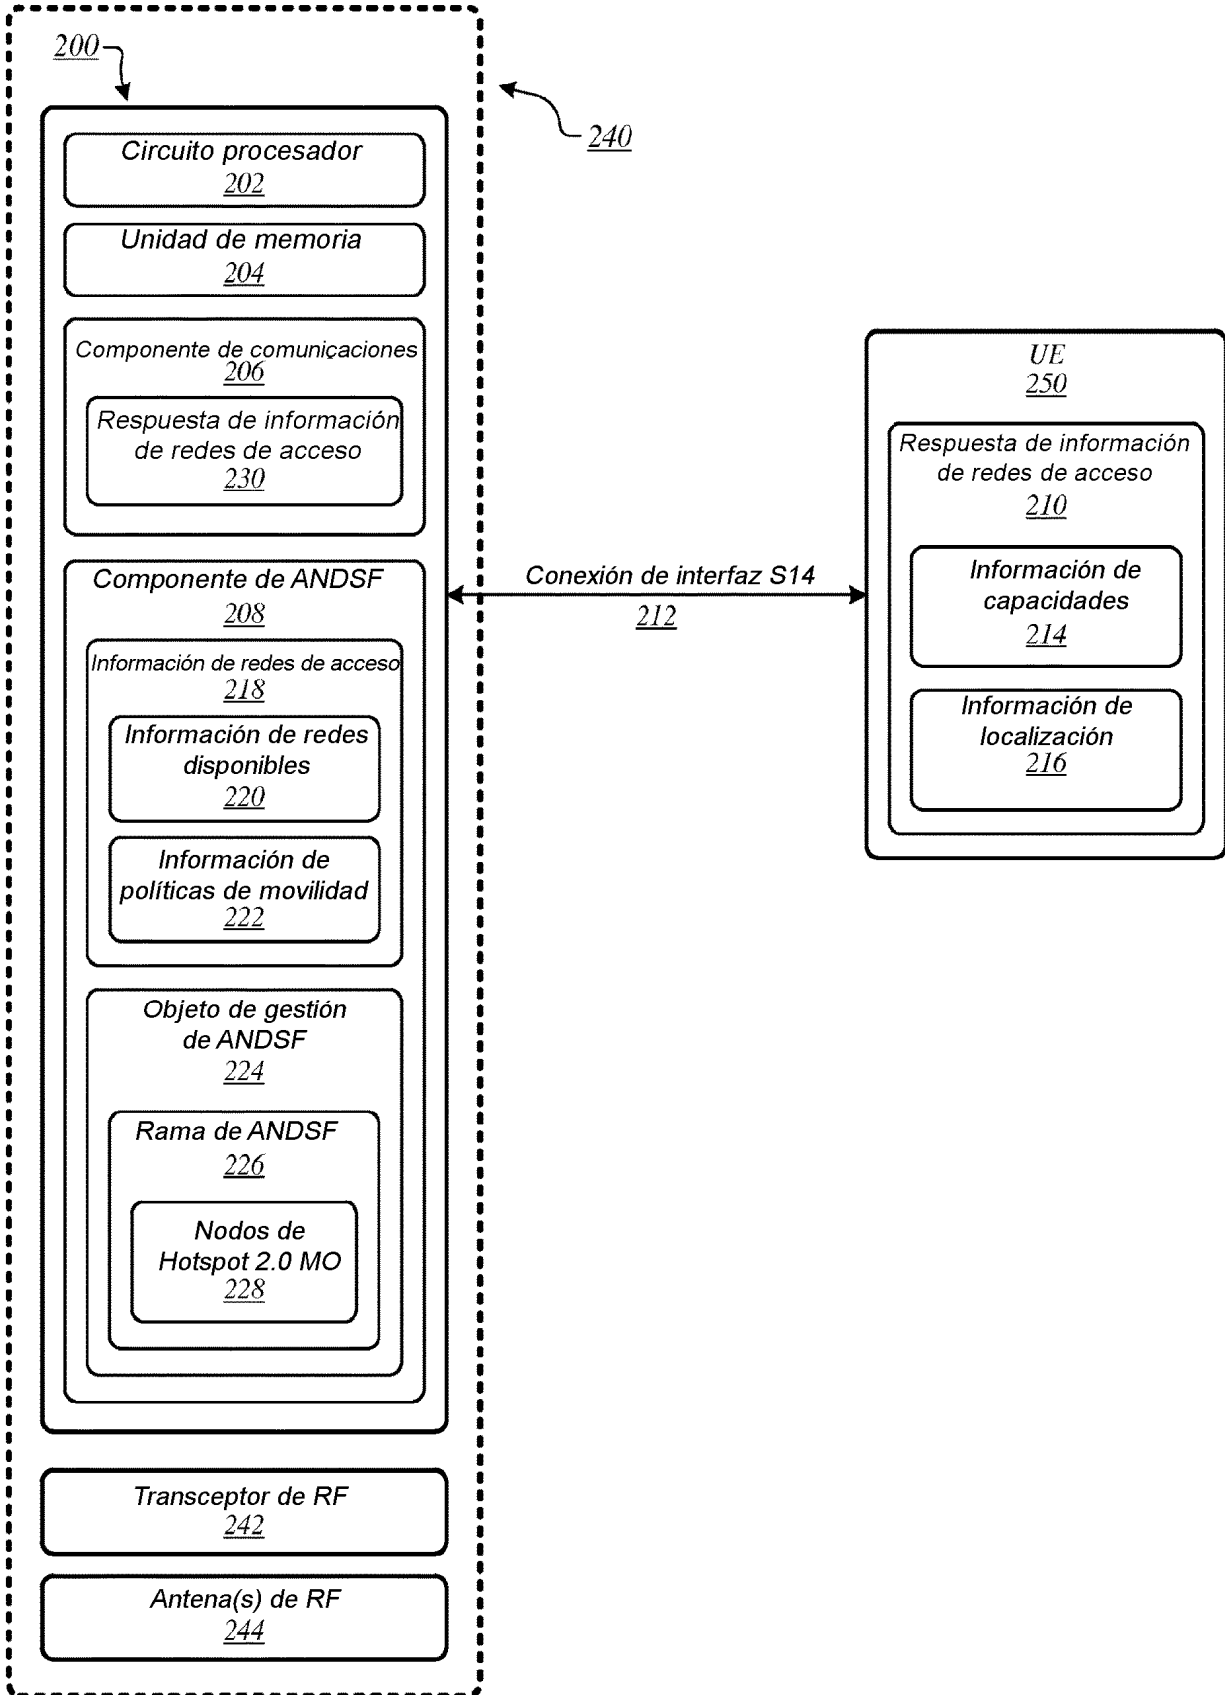 200
240
Circuito procesador
202
Unidad de memoria
204
Componente de comunicaciones
206
Respuesta de información
de redes de acceso
230
Componente de ANDSF
208
Información de redes de acceso
218
Información de redes
disponibles
220
Información de
políticas de movilidad
222
Objeto de gestión
de ANDSF
224
Rama de ANDSF
226
Nodos de
Hotspot 2.0 MO
228
Transceptor de RF
242
Antena(s) de RF
244
Conexión de interfaz S14
212
UE
250
Respuesta de información
de redes de acceso
210
Información de
capacidades
214
Información de
localización
216